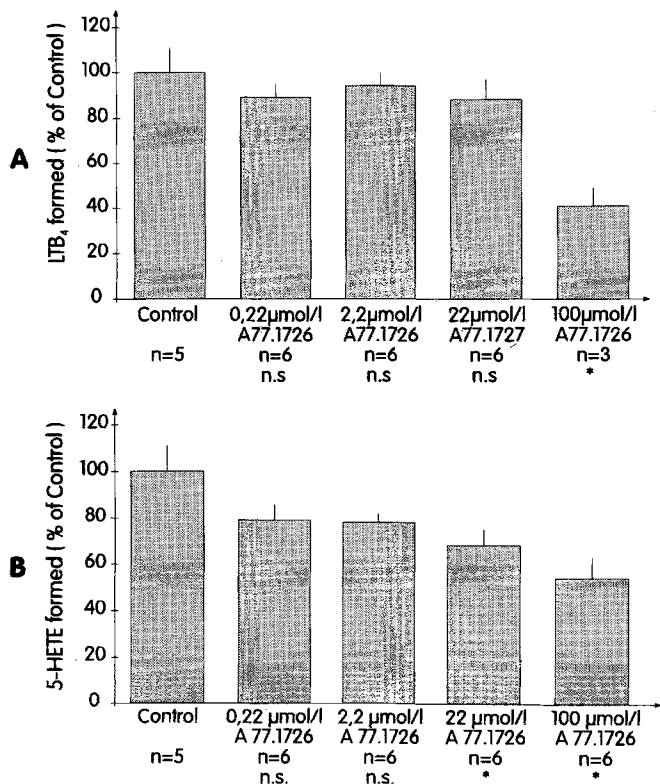 A
LTB₄ formed ( % of Control )
120
100
80
60
40
20
0
Control 0,22µmol/l 2,2µmol/l 22µmol/l 100µmol/l
A77.1726 A77.1726 A77.1727 A77.1726
n=5 n=6 n=6 n=6 n=3
n.s n.s n.s *
B
5-HETE formed ( % of Control )
120
100
80
60
40
20
0
Control 0,22 µmol/l 2,2 µmol/l 22 µmol/l 100 µmol/l
A 77.1726 A 77.1726 A 77.1726 A 77.1726
n=5 n=6 n=6 n=6 n=6
n.s. n.s. * *